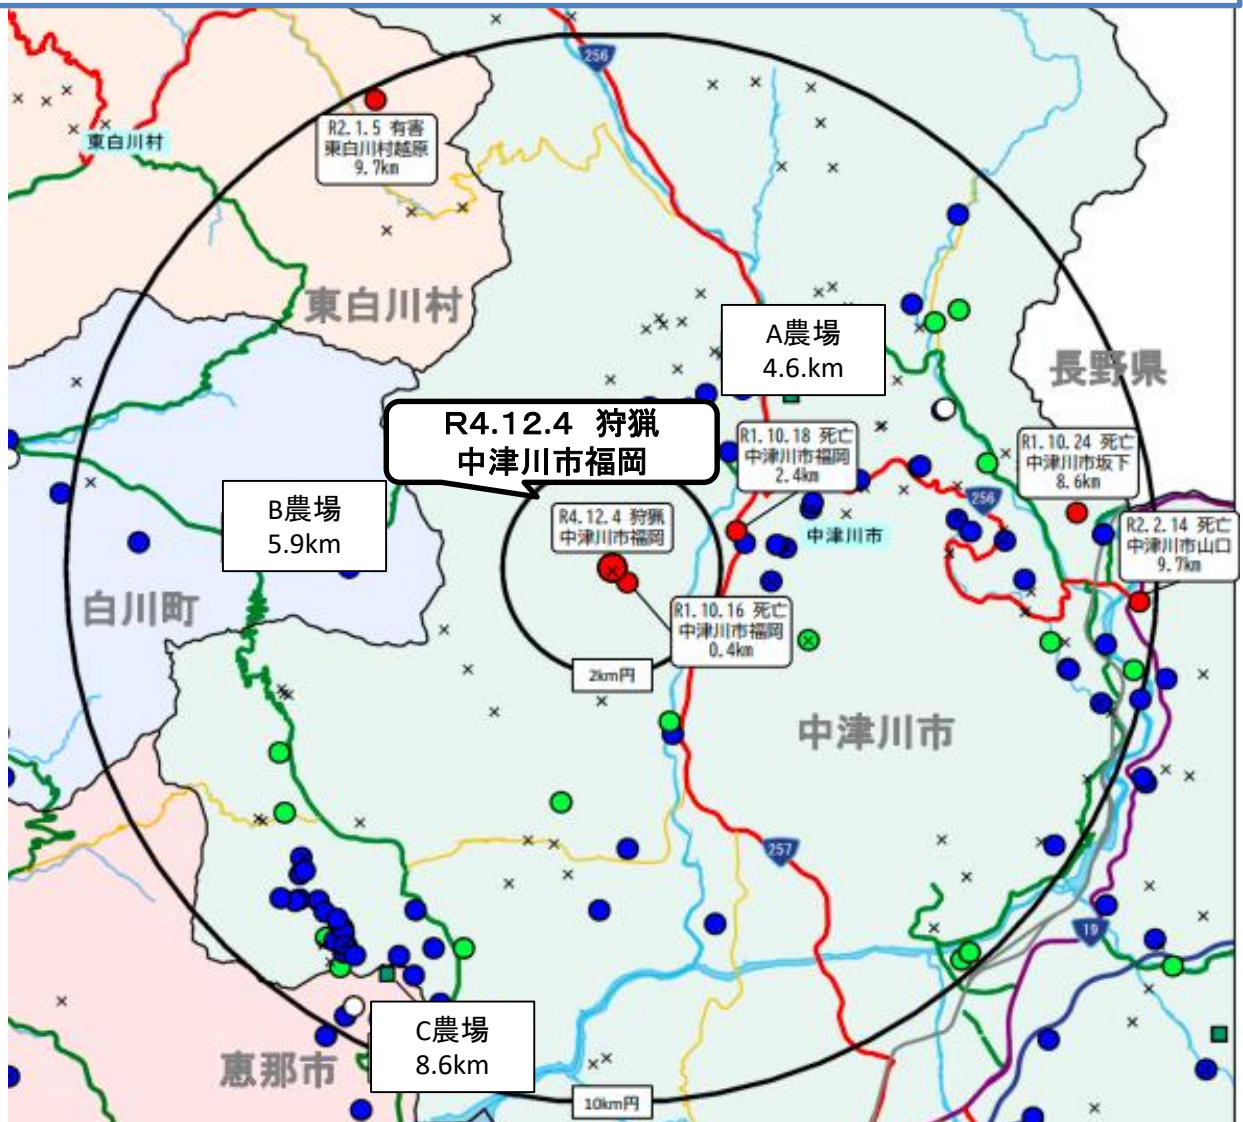 256
R2.1.5 有害
東白川村越原
9.7km
東白川村
東白川村
A農場
4.6.km
長野県
R4.12.4 狩猟
中津川市福岡
R1.10.18 死亡
中津川市福岡
2.4km
R1.10.24 死亡
中津川市坂下
8.6km
256
B農場
5.9km
R4.12.4 狩猟
中津川市福岡
中津川市
R2.2.14 死亡
中津川市山口
9.7km
白川町
R1.10.16 死亡
中津川市福岡
0.4km
2km円
中津川市
257
19
C農場
8.6km
恵那市
10km円